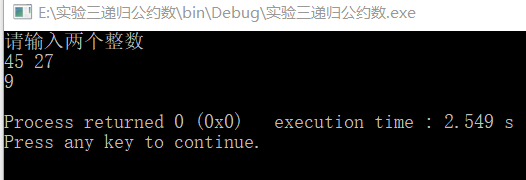 E:\实验三递归公约数\bin\Debug\实验三递归公约数.exe
请输入两个整数
45 27
9
Process returned 0 (0x0)   execution time : 2.549 s
Press any key to continue.